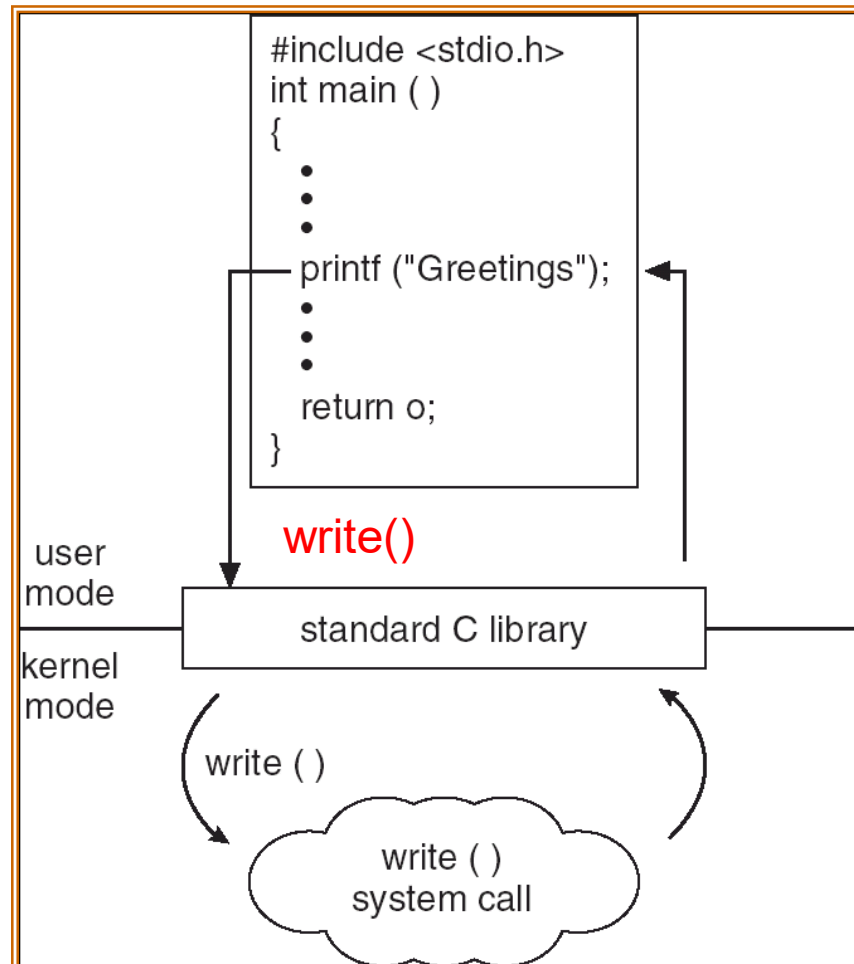 #include <stdio.h>
int main ( )
{
•
•
•
printf ("Greetings");
•
•
•
return o;
}
write()
user
mode
standard C library
kernel
mode
write ( )
write ( )
system call